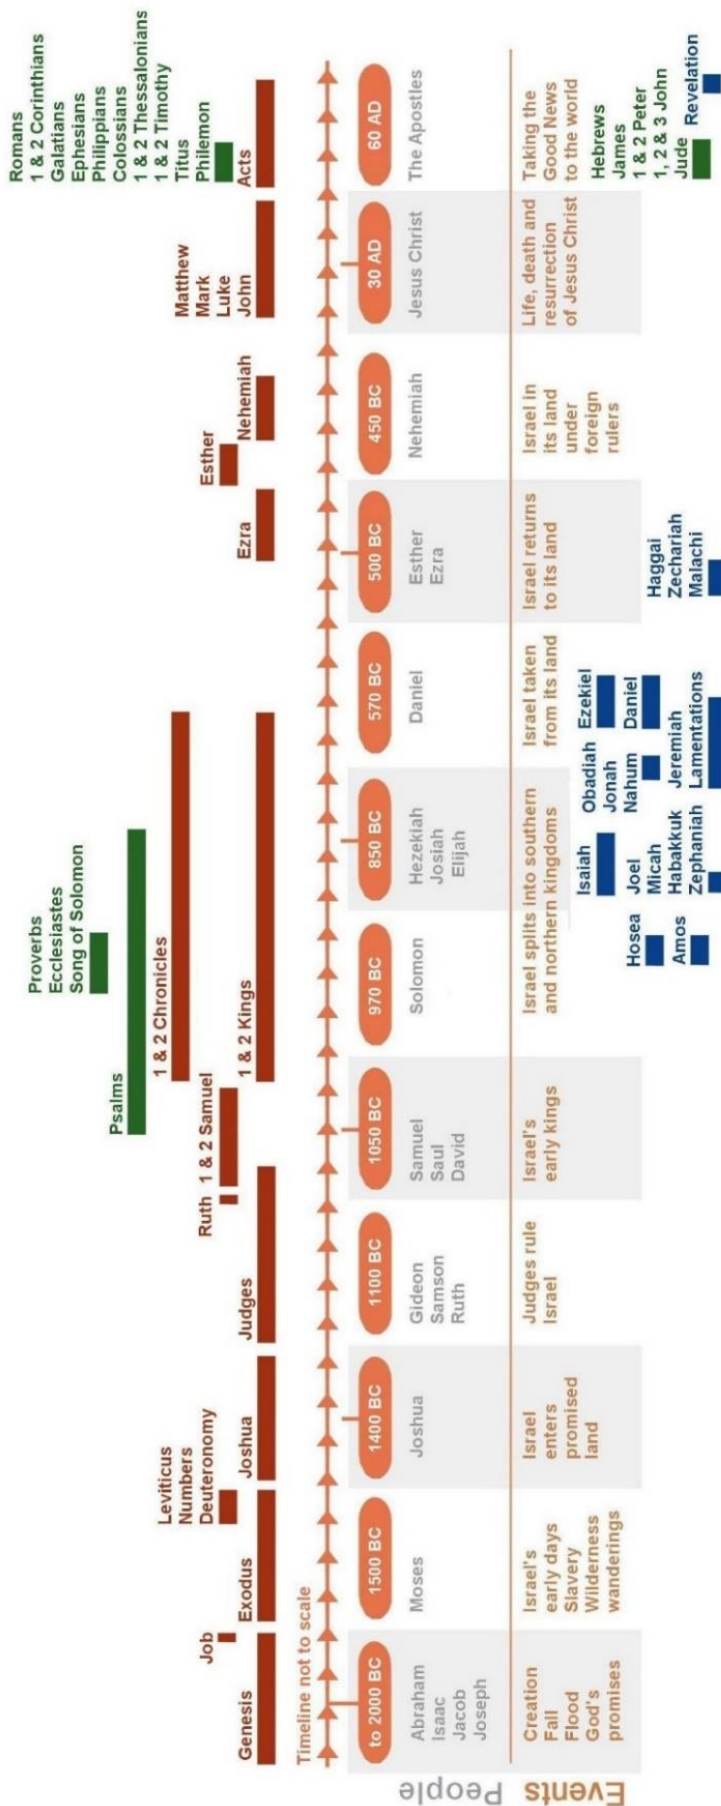 Romans
1 & 2 Corinthians
Galatians
Ephesians
Philippians
Colossians
1 & 2 Thessalonians
1 & 2 Timothy
Titus
Philemon
Proverbs
Ecclesiastes
Song of Solomon
Psalms
1 & 2 Chronicles
Leviticus
Numbers
Deuteronomy
Matthew
Mark
Luke
John
Job
Ruth
1 & 2 Samuel
Esther
Genesis
Exodus
Joshua
Judges
1 & 2 Kings
Ezra
Nehemiah
Acts
Timeline not to scale
to 2000 BC
1500 BC
1400 BC
1100 BC
1050 BC
970 BC
850 BC
570 BC
500 BC
450 BC
30 AD
60 AD
People
Abraham
Isaac
Jacob
Joseph
Moses
Joshua
Gideon
Samson
Ruth
Samuel
Saul
David
Solomon
Hezekiah
Josiah
Elijah
Daniel
Esther
Ezra
Nehemiah
Jesus Christ
The Apostles
Events
Creation
Fall
Flood
God's
promises
Israel's
early days
Slavery
Wilderness
wanderings
Israel
enters
promised
land
Judges rule
Israel
Israel's
early kings
Israel splits into southern
and northern kingdoms
Israel taken
from its land
Israel returns
to its land
Israel in
its land
under
foreign
rulers
Life, death and
resurrection
of Jesus Christ
Taking the
Good News
to the world
Hosea
Amos
Isaiah
Joel
Micah
Habakkuk
Zephaniah
Obadiah
Jonah
Nahum
Jeremiah
Lamentations
Ezekiel
Daniel
Haggai
Zechariah
Malachi
Hebrews
James
1 & 2 Peter
1, 2 & 3 John
Jude
Revelation